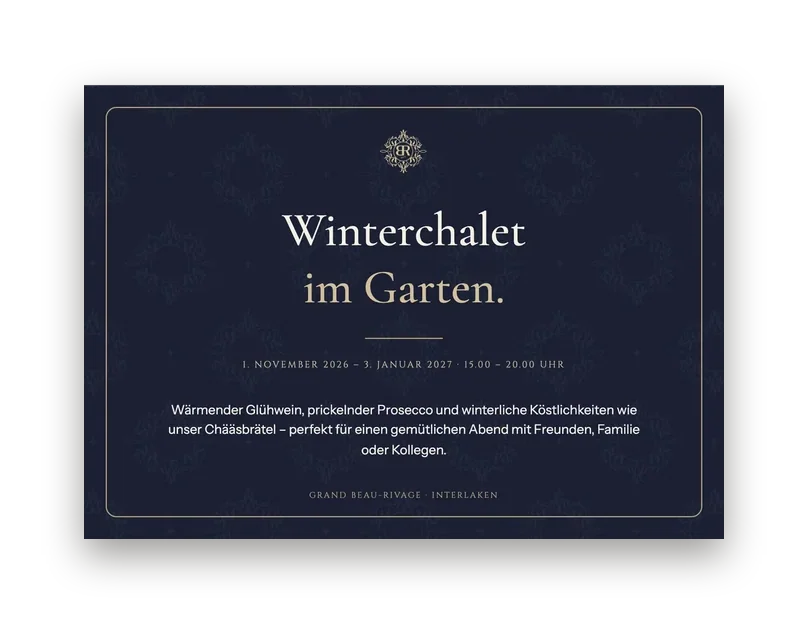 BR
Winterchalet
im Garten.
1. NOVEMBER 2026 – 3. JANUAR 2027 · 15.00 – 20.00 UHR
Wärmender Glühwein, prickelnder Prosecco und winterliche Köstlichkeiten wie
unser Chääsbrätel – perfekt für einen gemütlichen Abend mit Freunden, Familie
oder Kollegen.
GRAND BEAU-RIVAGE · INTERLAKEN